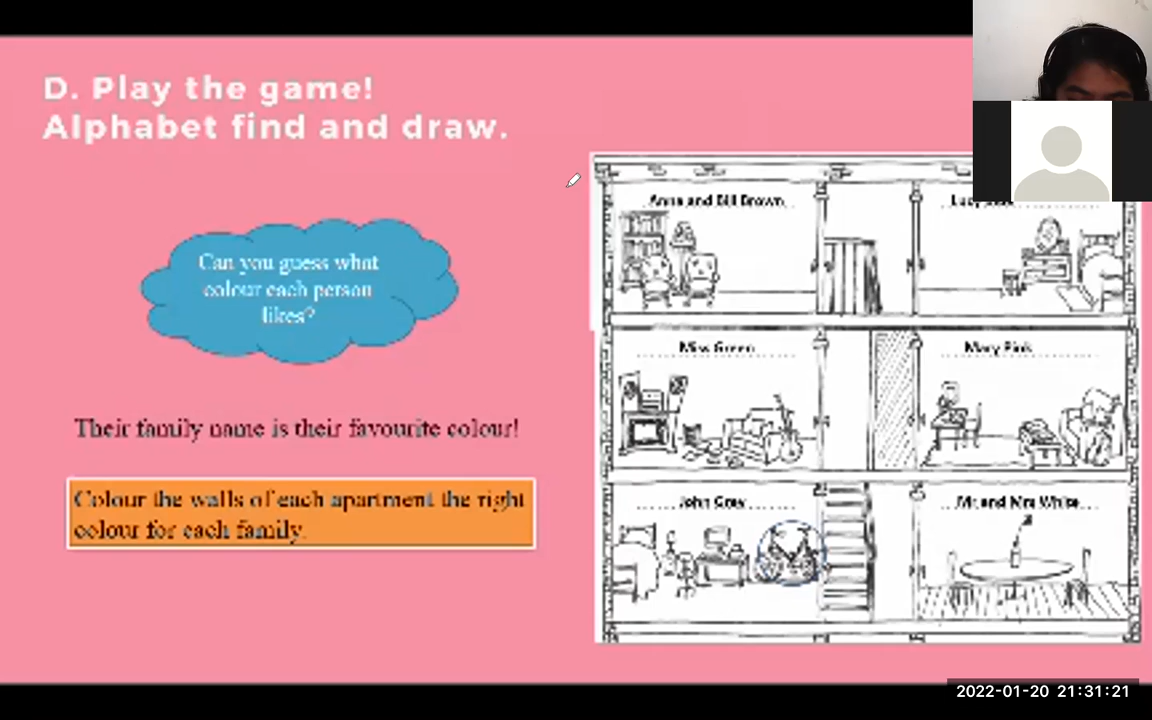 D. Play the game!
Alphabet find and draw.
Can you guess what
colour each person
likes?
Their family name is their favourite colour!
Colour the walls of each apartment the right
colour for each family.
Anna and Bill Brown
Lucy
Miss Green
Mary Pink
John Grey
Mr and Mrs White
2022-01-20 21:31:21